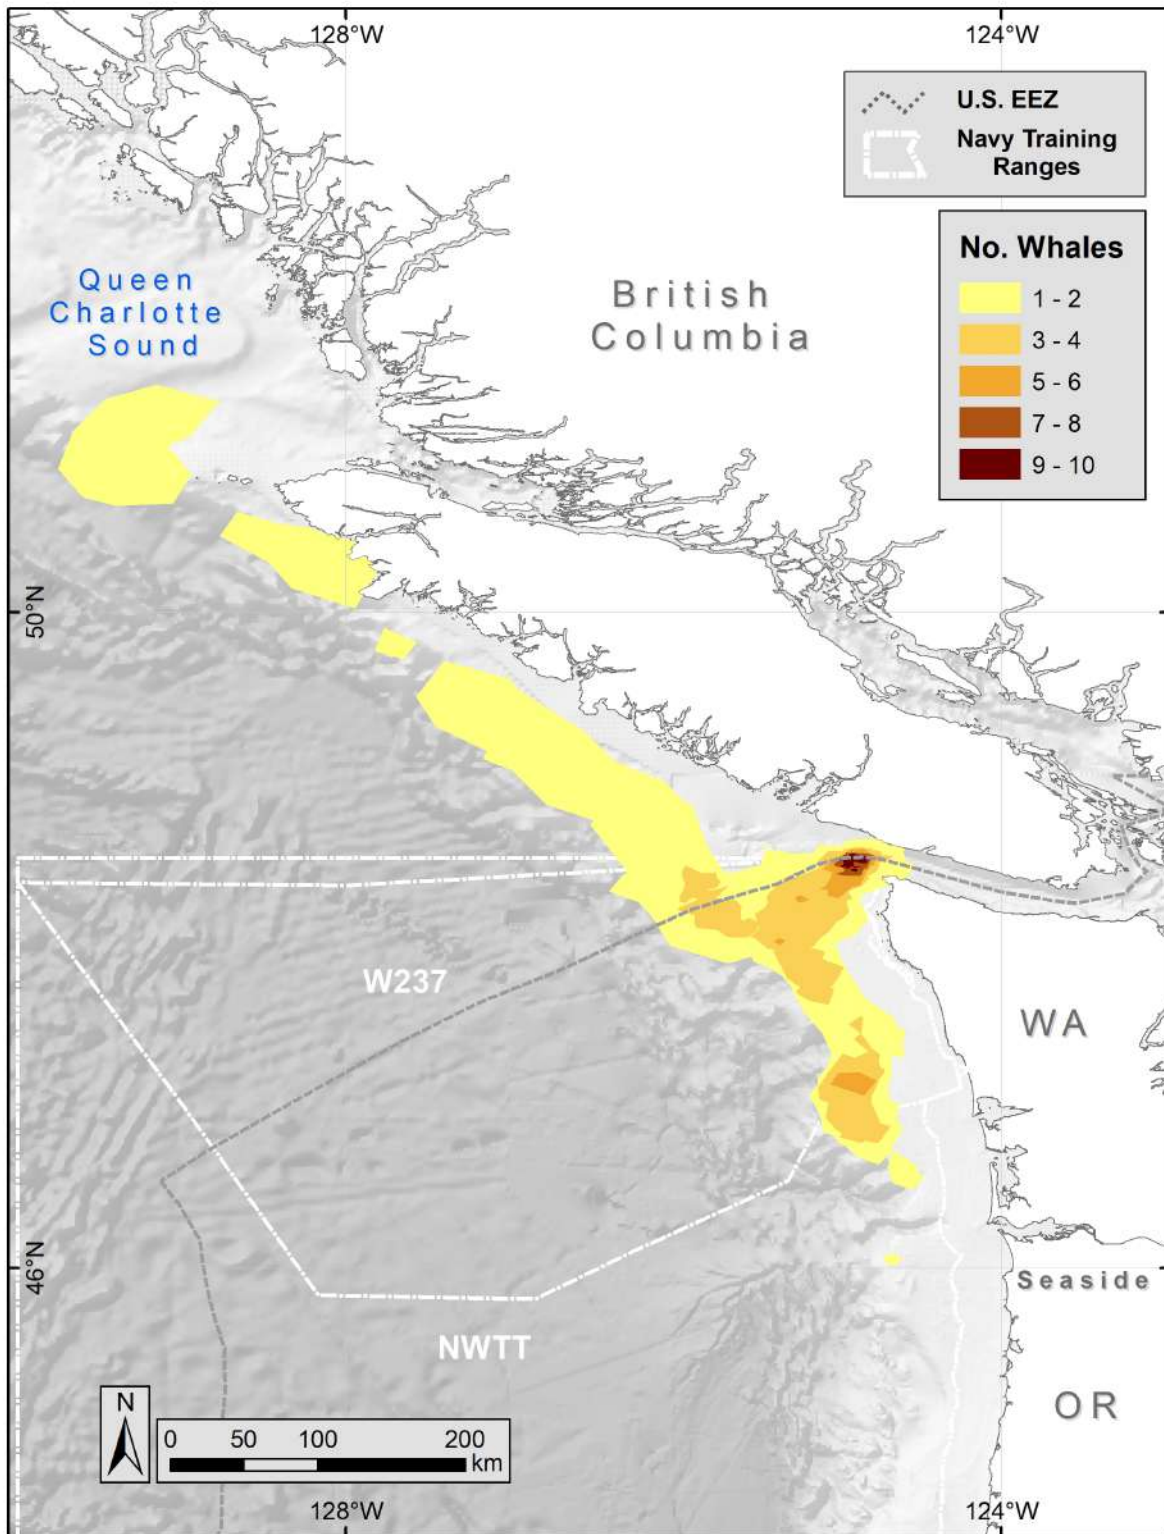 128°W
124°W
U.S. EEZ
Navy Training
Ranges
No. Whales
1 - 2
3 - 4
5 - 6
7 - 8
9 - 10
Queen
Charlotte
Sound
British
Columbia
50°N
W237
WA
46°N
Seaside
NWTT
OR
N
0 50 100 200
km
128°W
124°W